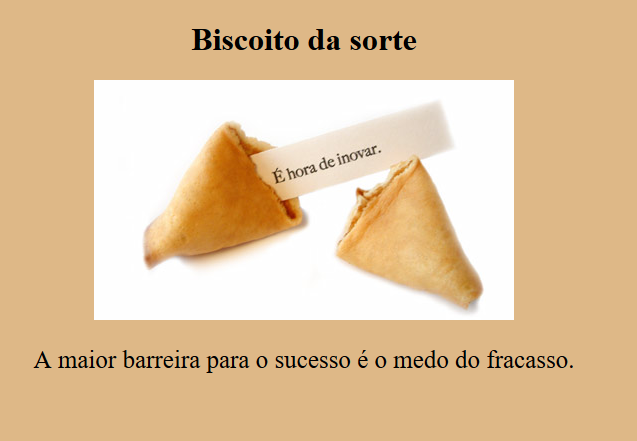 Biscoito da sorte
É hora de inovar.
A maior barreira para o sucesso é o medo do fracasso.